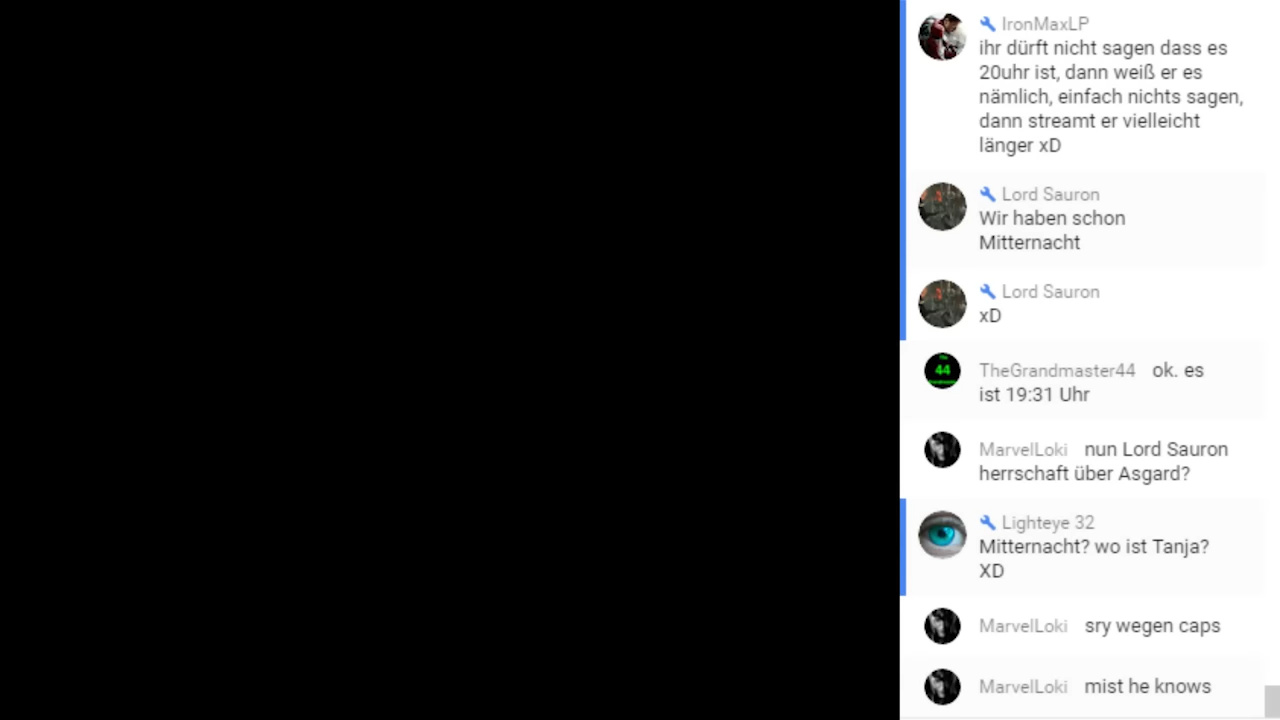 IronMaxLP
ihr dürft nicht sagen dass es
20uhr ist, dann weiß er es
nämlich, einfach nichts sagen,
dann streamt er vielleicht
länger xD
Lord Sauron
Wir haben schon
Mitternacht
Lord Sauron
xD
44
TheGrandmaster44 ok. es
ist 19:31 Uhr
MarvelLoki nun Lord Sauron
herrschaft über Asgard?
Lighteye 32
Mitternacht? wo ist Tanja?
XD
MarvelLoki sry wegen caps
MarvelLoki mist he knows